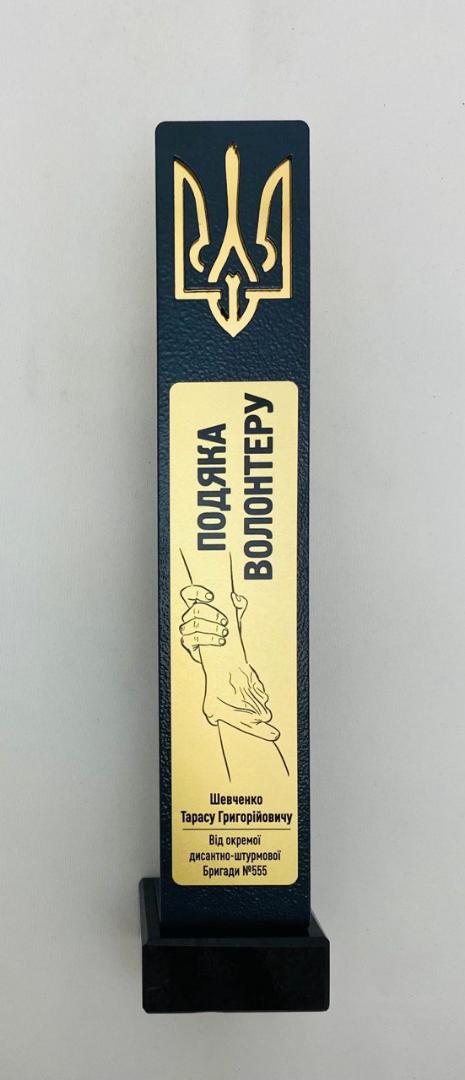 ПОДЯКА
ВОЛОНТЕРУ
Шевченко
Тарасу Григорійовичу
Від окремої
дисантно-штурмової
Бригади №555